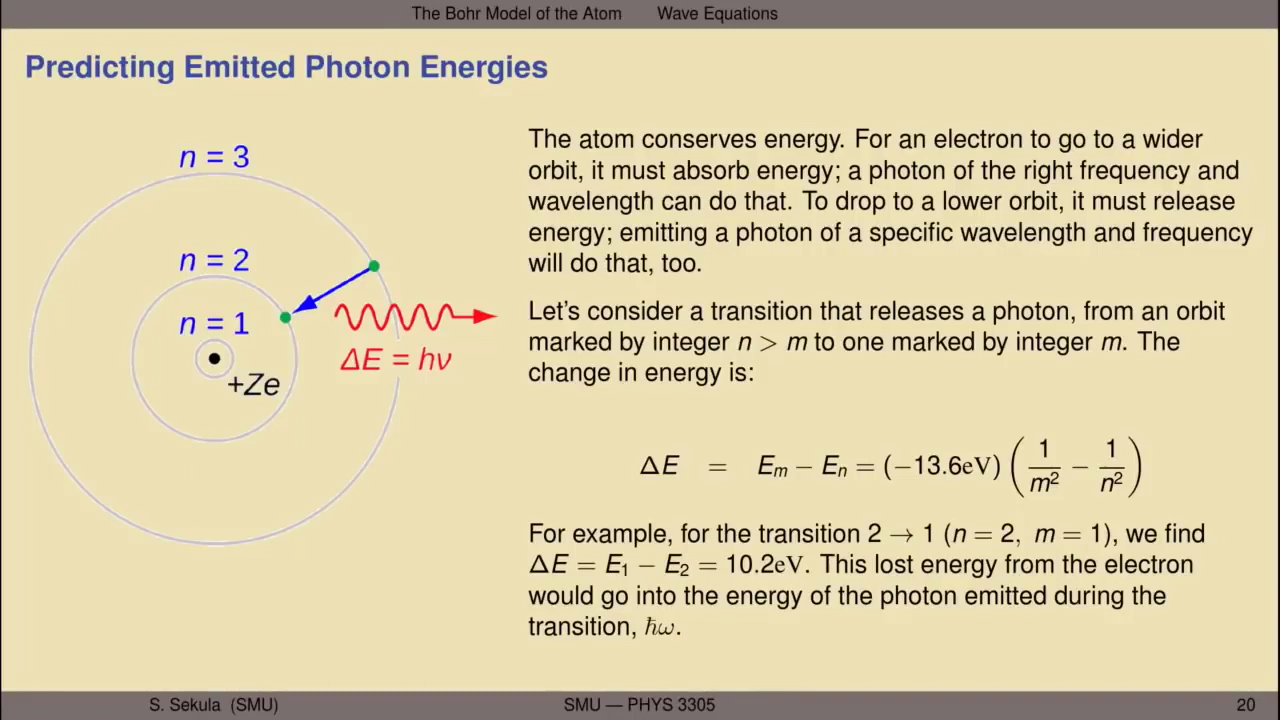 The Bohr Model of the Atom Wave Equations
Predicting Emitted Photon Energies
n = 3
n = 2
n = 1
+Ze
ΔE = hν
The atom conserves energy. For an electron to go to a wider
orbit, it must absorb energy; a photon of the right frequency and
wavelength can do that. To drop to a lower orbit, it must release
energy; emitting a photon of a specific wavelength and frequency
will do that, too.
Let's consider a transition that releases a photon, from an orbit
marked by integer n > m to one marked by integer m. The
change in energy is:
ΔE = Eₘ − Eₙ = (−13.6eV) (1/m² − 1/n²)
For example, for the transition 2 → 1 (n = 2, m = 1), we find
ΔE = E₁ − E₂ = 10.2eV. This lost energy from the electron
would go into the energy of the photon emitted during the
transition, ℏω.
S. Sekula (SMU) SMU — PHYS 3305 20